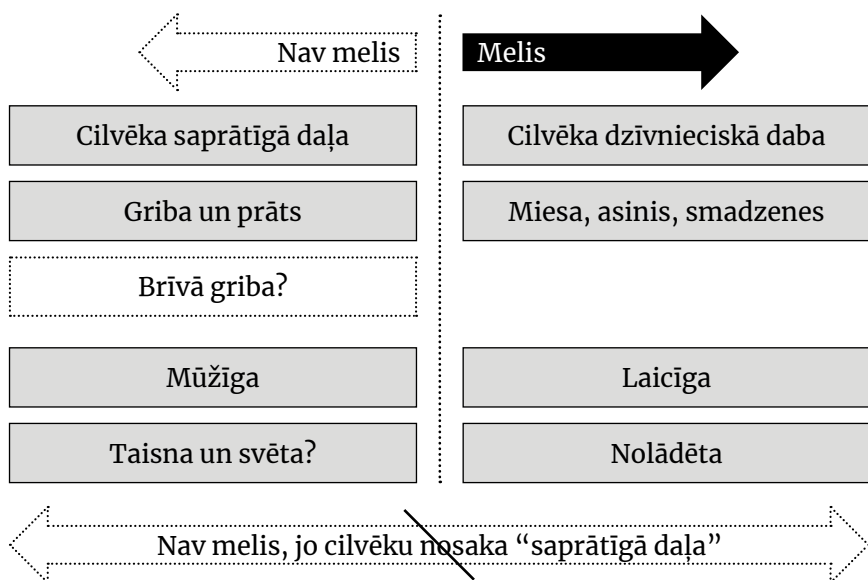 Nav melis
Melis
Cilvēka saprātīgā daļa
Cilvēka dzīvnieciskā daba
Griba un prāts
Miesa, asinis, smadzenes
Brīvā griba?
Mūžīga
Laicīga
Taisna un svēta?
Nolādēta
Nav melis, jo cilvēku nosaka “saprātīgā daļa”